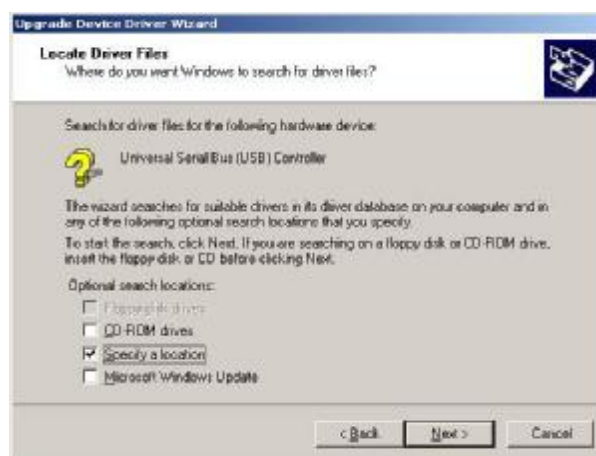 Upgrade Device Driver Wizard
Locate Driver Files
Where do you want Windows to search for driver files?
Search for driver files for the following hardware device:
Universal Serial Bus (USB) Controller
The wizard searches for suitable drivers in its driver database on your computer and in
any of the following optional search locations that you specify.
To start the search, click Next. If you are searching on a floppy disk or CD-ROM drive,
insert the floppy disk or CD before clicking Next.
Optional search locations:
Floppy disk drives
CD-ROM drives
Specify a location
Microsoft Windows Update
< Back
Next >
Cancel